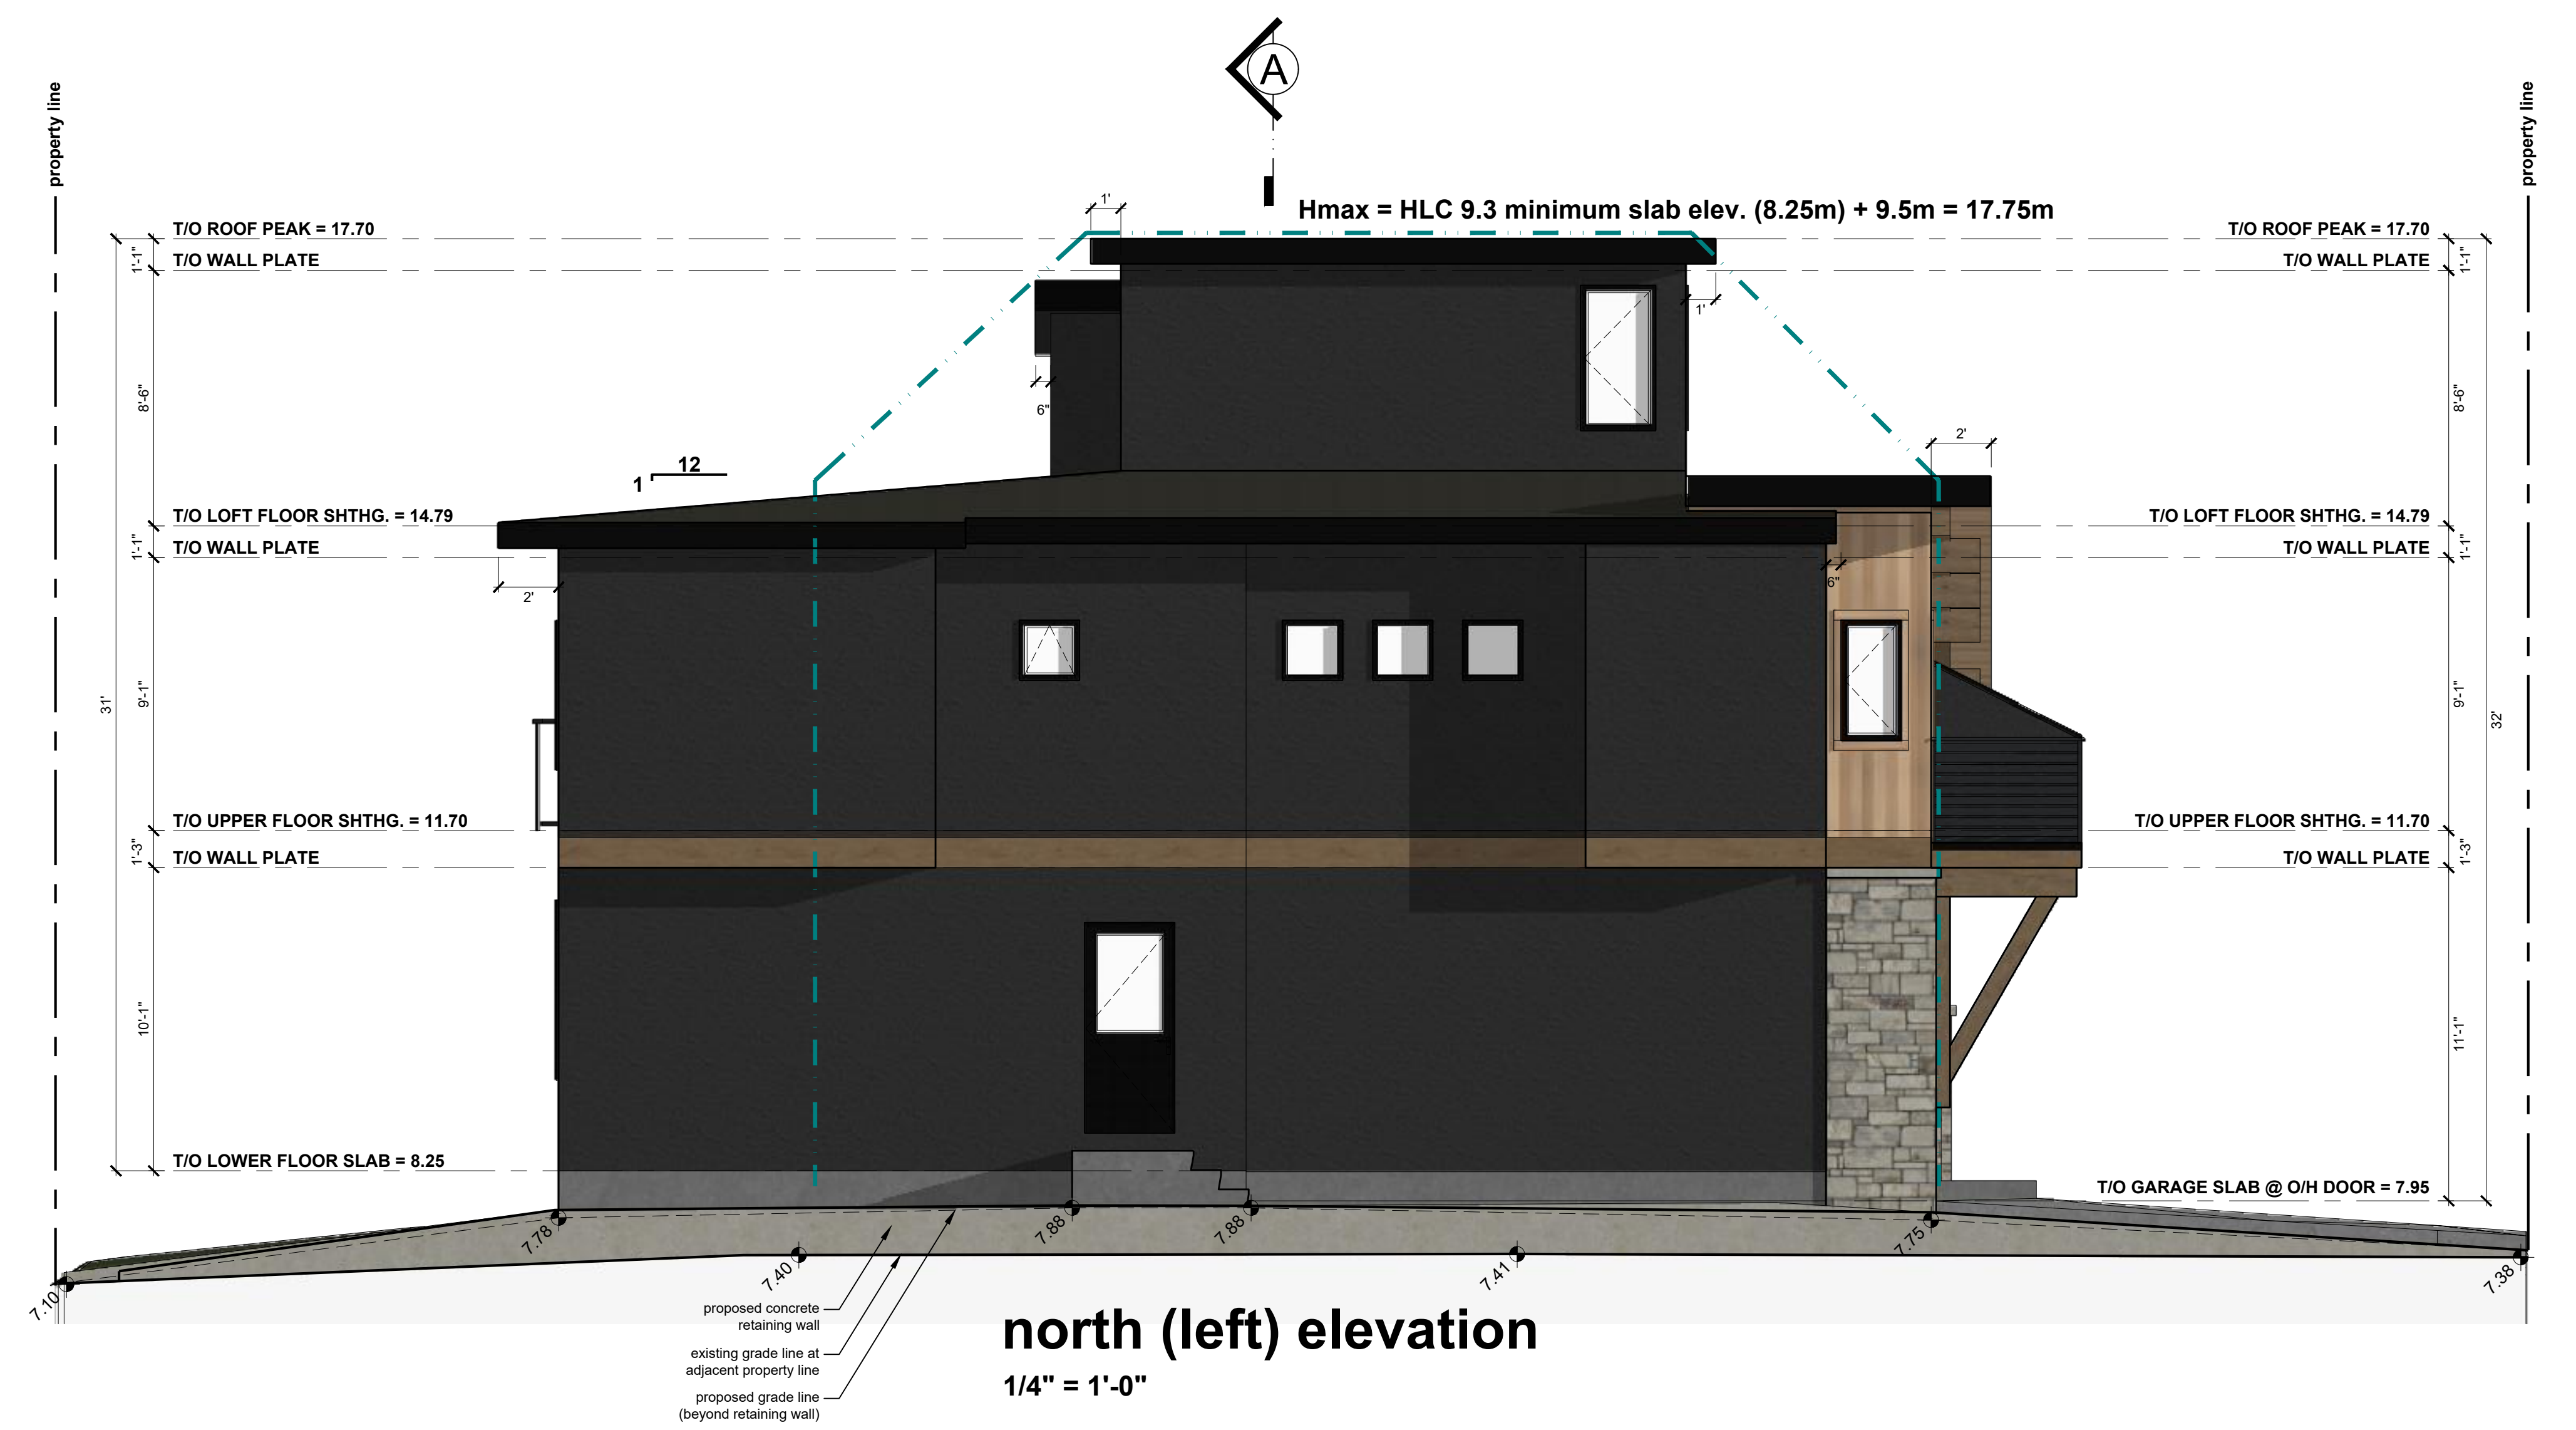 A
property line
property line
Hmax = HLC 9.3 minimum slab elev. (8.25m) + 9.5m = 17.75m
1'
T/O ROOF PEAK = 17.70
T/O ROOF PEAK = 17.70
1'-1"
1'-1"
T/O WALL PLATE
T/O WALL PLATE
1'
8'-6"
8'-6"
6"
2'
12
1
T/O LOFT FLOOR SHTHG. = 14.79
T/O LOFT FLOOR SHTHG. = 14.79
1'-1"
1'-1"
T/O WALL PLATE
T/O WALL PLATE
2'
6"
31'
9'-1"
9'-1"
32'
T/O UPPER FLOOR SHTHG. = 11.70
T/O UPPER FLOOR SHTHG. = 11.70
1'-3"
1'-3"
T/O WALL PLATE
T/O WALL PLATE
10'-1"
11'-1"
T/O LOWER FLOOR SLAB = 8.25
T/O GARAGE SLAB @ O/H DOOR = 7.95
7.78
7.88
7.88
7.75
7.10
7.40
7.41
7.38
proposed concrete
retaining wall
existing grade line at
adjacent property line
proposed grade line
(beyond retaining wall)
north (left) elevation
1/4" = 1'-0"